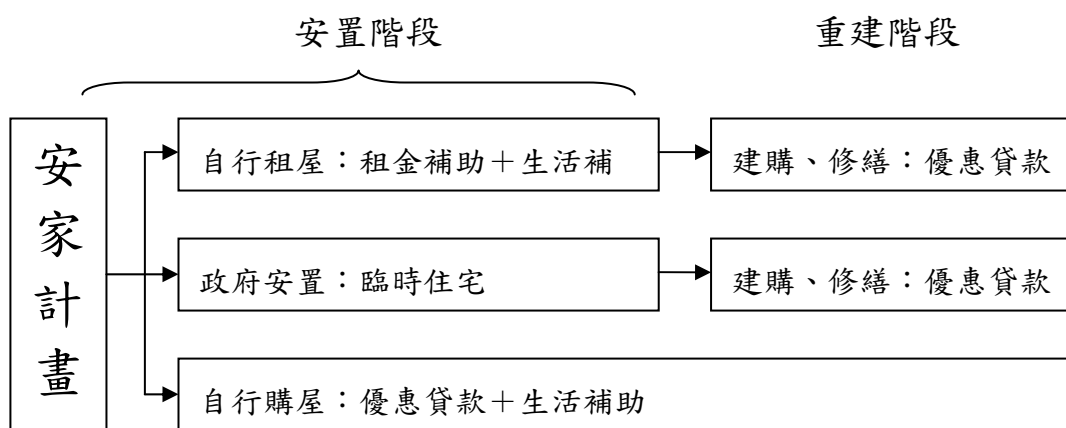 安置階段
重建階段
安家計畫
自行租屋：租金補助＋生活補
建購、修繕：優惠貸款
政府安置：臨時住宅
建購、修繕：優惠貸款
自行購屋：優惠貸款＋生活補助